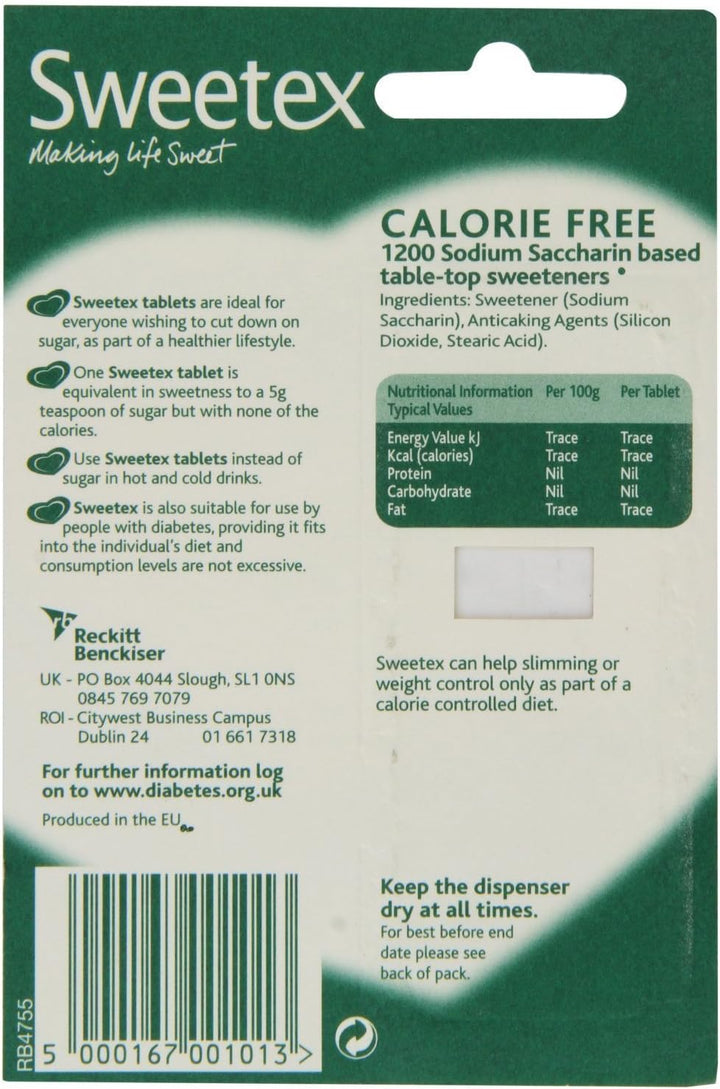 Sweetex
Making Life Sweet
CALORIE FREE
1200 Sodium Saccharin based
table-top sweeteners •
Ingredients: Sweetener (Sodium
Saccharin), Anticaking Agents (Silicon
Dioxide, Stearic Acid).
Sweetex tablets are ideal for
everyone wishing to cut down on
sugar, as part of a healthier lifestyle.
One Sweetex tablet is
equivalent in sweetness to a 5g
teaspoon of sugar but with none of the
calories.
Use Sweetex tablets instead of
sugar in hot and cold drinks.
Sweetex is also suitable for use by
people with diabetes, providing it fits
into the individual's diet and
consumption levels are not excessive.
Nutritional Information Per 100g Per Tablet
Typical Values
Energy Value kJ Trace Trace
Kcal (calories) Trace Trace
Protein Nil Nil
Carbohydrate Nil Nil
Fat Trace Trace
rb
Reckitt
Benckiser
UK - PO Box 4044 Slough, SL1 0NS
0845 769 7079
ROI - Citywest Business Campus
Dublin 24 01 661 7318
For further information log
on to www.diabetes.org.uk
Produced in the EU
Sweetex can help slimming or
weight control only as part of a
calorie controlled diet.
Keep the dispenser
dry at all times.
For best before end
date please see
back of pack.
RB4755
5 000167 001013 >